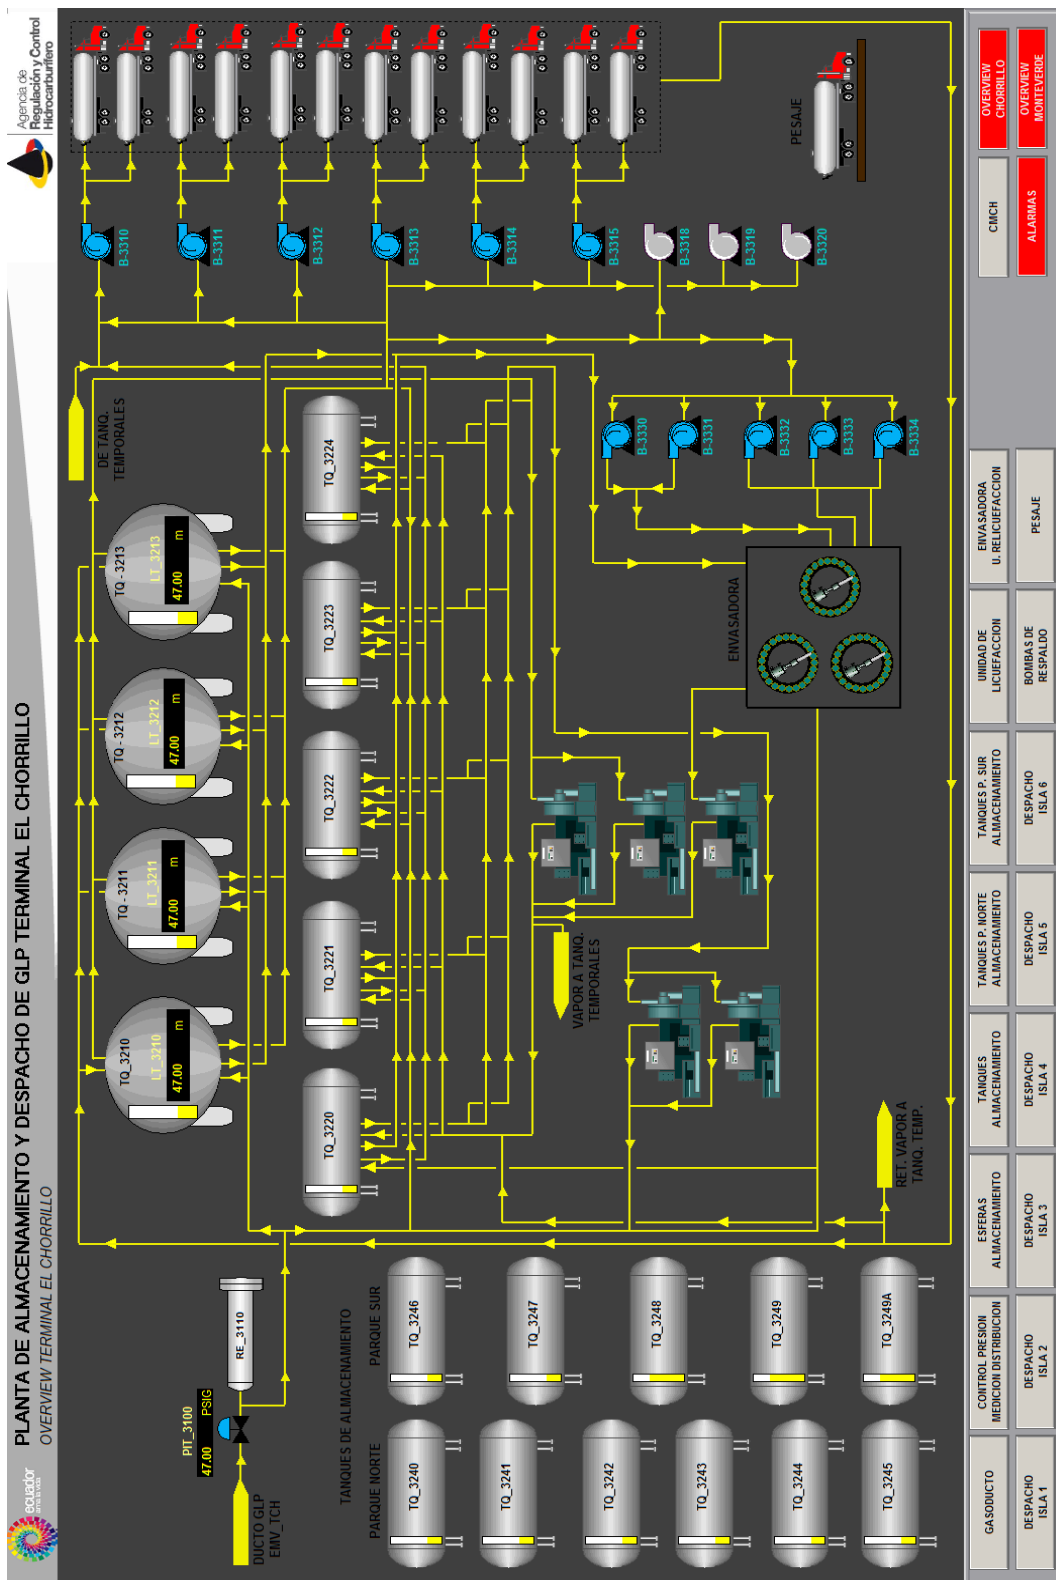 ecuador
ama la vida
PLANTA DE ALMACENAMIENTO Y DESPACHO DE GLP TERMINAL EL CHORRILLO
OVERVIEW TERMINAL EL CHORRILLO
Agencia de
Regulación y Control
Hidrocarburífero
DUCTO GLP
EMV_TCH
PIT_3100
47.00 PSIG
RE_3110
TQ_3210
LT_3210
47.00 m
TQ - 3211
LT_3211
47.00 m
TQ - 3212
LT_3212
47.00 m
TQ - 3213
LT_3213
47.00 m
DE TANQ.
TEMPORALES
TQ_3220
TQ_3221
TQ_3222
TQ_3223
TQ_3224
B-3310
B-3311
B-3312
B-3313
B-3314
B-3315
B-3318
B-3319
B-3320
PESAJE
B-3330
B-3331
B-3332
B-3333
B-3334
ENVASADORA
VAPOR A TANQ.
TEMPORALES
RET. VAPOR A
TANQ. TEMP.
TANQUES DE ALMACENAMIENTO
PARQUE NORTE
PARQUE SUR
TQ_3240
TQ_3246
TQ_3241
TQ_3247
TQ_3242
TQ_3248
TQ_3243
TQ_3249
TQ_3244
TQ_3245
TQ_3249A
GASODUCTO
CONTROL PRESION
MEDICION DISTRIBUCION
ESFERAS
ALMACENAMIENTO
TANQUES
ALMACENAMIENTO
TANQUES P. NORTE
ALMACENAMIENTO
TANQUES P. SUR
ALMACENAMIENTO
UNIDAD DE
LICUEFACCION
ENVASADORA
U. RELICUEFACCION
CMCH
OVERVIEW
CHORRILLO
DESPACHO
ISLA 1
DESPACHO
ISLA 2
DESPACHO
ISLA 3
DESPACHO
ISLA 4
DESPACHO
ISLA 5
DESPACHO
ISLA 6
BOMBAS DE
RESPALDO
PESAJE
ALARMAS
OVERVIEW
MONTEVERDE